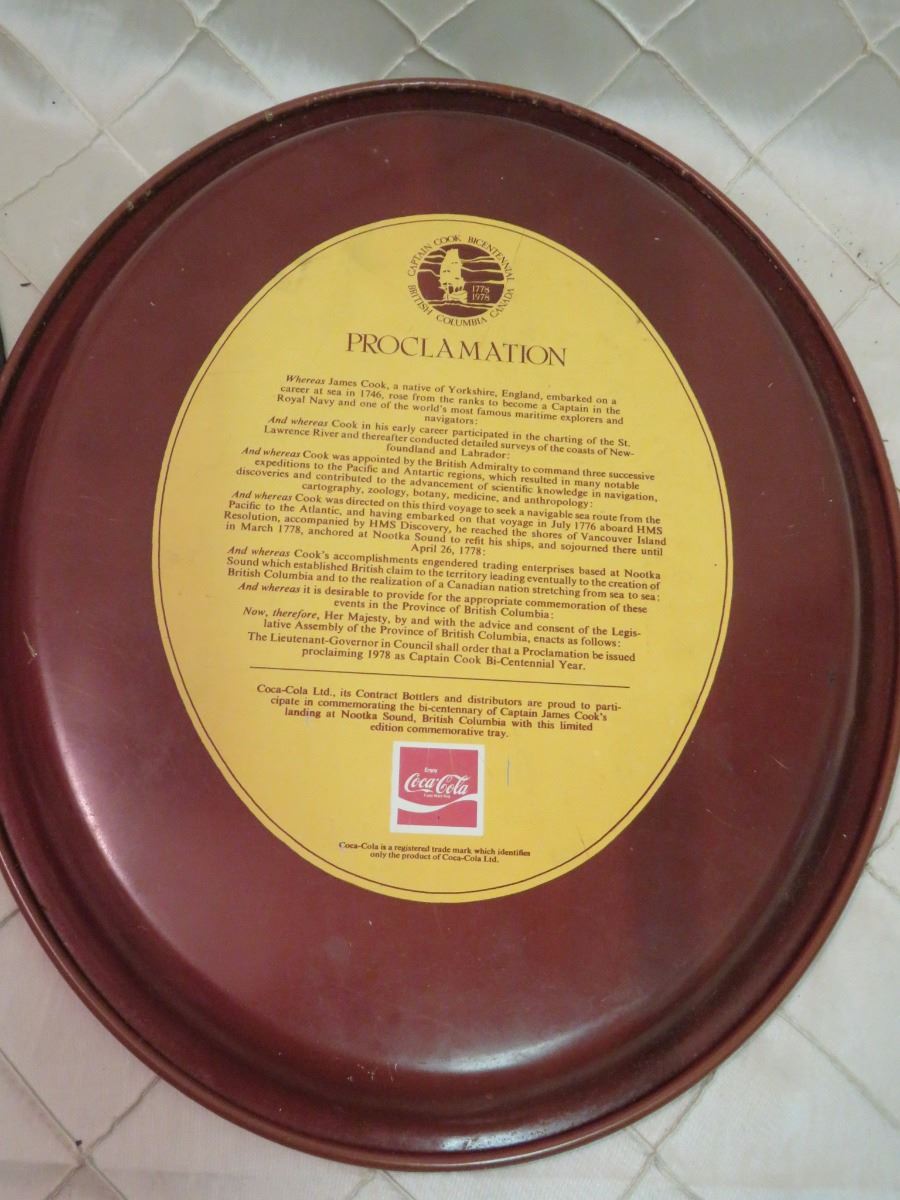 CAPTAIN COOK BICENTENNIAL
1778
1978
BRITISH COLUMBIA CANADA
PROCLAMATION
Whereas James Cook, a native of Yorkshire, England, embarked on a
career at sea in 1746, rose from the ranks to become a Captain in the
Royal Navy and one of the world's most famous maritime explorers and
navigators:
And whereas Cook in his early career participated in the charting of the St.
Lawrence River and thereafter conducted detailed surveys of the coasts of New-
foundland and Labrador:
And whereas Cook was appointed by the British Admiralty to command three successive
expeditions to the Pacific and Antartic regions, which resulted in many notable
discoveries and contributed to the advancement of scientific knowledge in navigation,
cartography, zoology, botany, medicine, and anthropology:
And whereas Cook was directed on this third voyage to seek a navigable sea route from the
Pacific to the Atlantic, and having embarked on that voyage in July 1776 aboard HMS
Resolution, accompanied by HMS Discovery, he reached the shores of Vancouver Island
in March 1778, anchored at Nootka Sound to refit his ships, and sojourned there until
April 26, 1778:
And whereas Cook's accomplishments engendered trading enterprises based at Nootka
Sound which established British claim to the territory leading eventually to the creation of
British Columbia and to the realization of a Canadian nation stretching from sea to sea:
And whereas it is desirable to provide for the appropriate commemoration of these
events in the Province of British Columbia:
Now, therefore, Her Majesty, by and with the advice and consent of the Legis-
lative Assembly of the Province of British Columbia, enacts as follows:
The Lieutenant-Governor in Council shall order that a Proclamation be issued
proclaiming 1978 as Captain Cook Bi-Centennial Year.
Coca-Cola Ltd., its Contract Bottlers and distributors are proud to parti-
cipate in commemorating the bi-centennary of Captain James Cook's
landing at Nootka Sound, British Columbia with this limited
edition commemorative tray.
Enjoy
Coca-Cola
Coca-Cola is a registered trade mark which identifies
only the product of Coca-Cola Ltd.